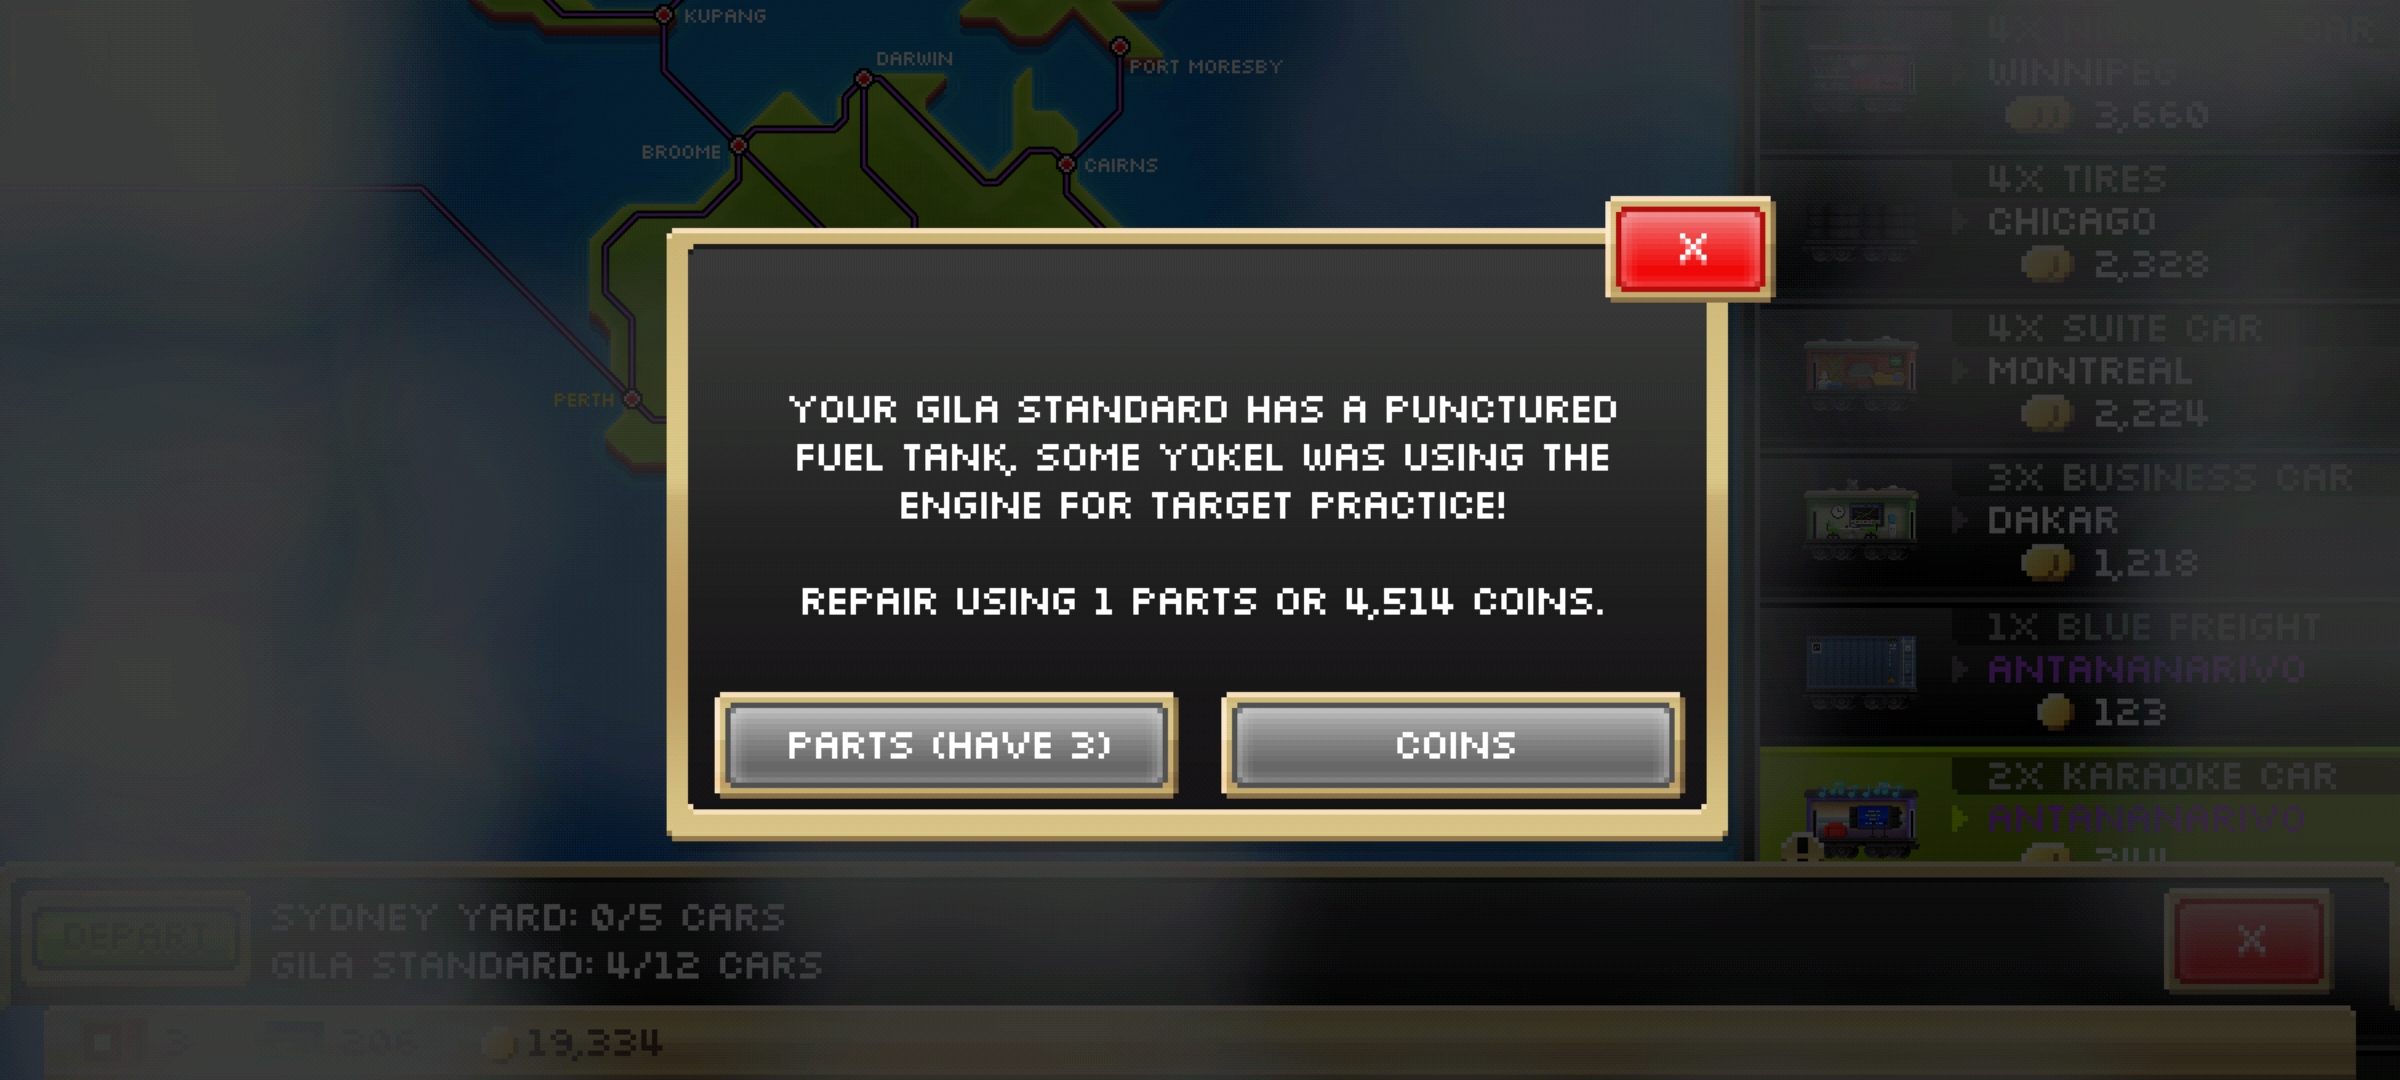 KUPANG
DARWIN
PORT MORESBY
BROOME
CAIRNS
PERTH
4X
CAR
WINNIPEG
3,660
4X TIRES
CHICAGO
2,328
4X SUITE CAR
MONTREAL
2,224
3X BUSINESS CAR
DAKAR
1,218
1X BLUE FREIGHT
ANTANANARIVO
123
2X KARAOKE CAR
ANTANANARIVO
X
YOUR GILA STANDARD HAS A PUNCTURED
FUEL TANK, SOME YOKEL WAS USING THE
ENGINE FOR TARGET PRACTICE!
REPAIR USING 1 PARTS OR 4,514 COINS.
PARTS (HAVE 3)
COINS
DEPART
SYDNEY YARD: 0/5 CARS
GILA STANDARD: 4/12 CARS
X
3
206
19,334